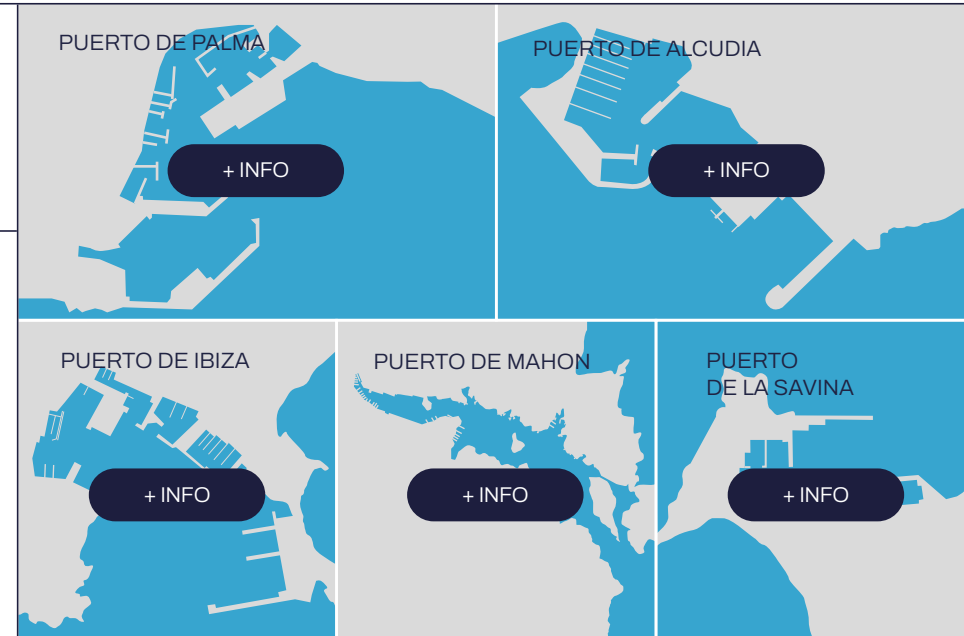 PUERTO DE PALMA
+ INFO
PUERTO DE ALCUDIA
+ INFO
PUERTO DE IBIZA
+ INFO
PUERTO DE MAHON
+ INFO
PUERTO
DE LA SAVINA
+ INFO